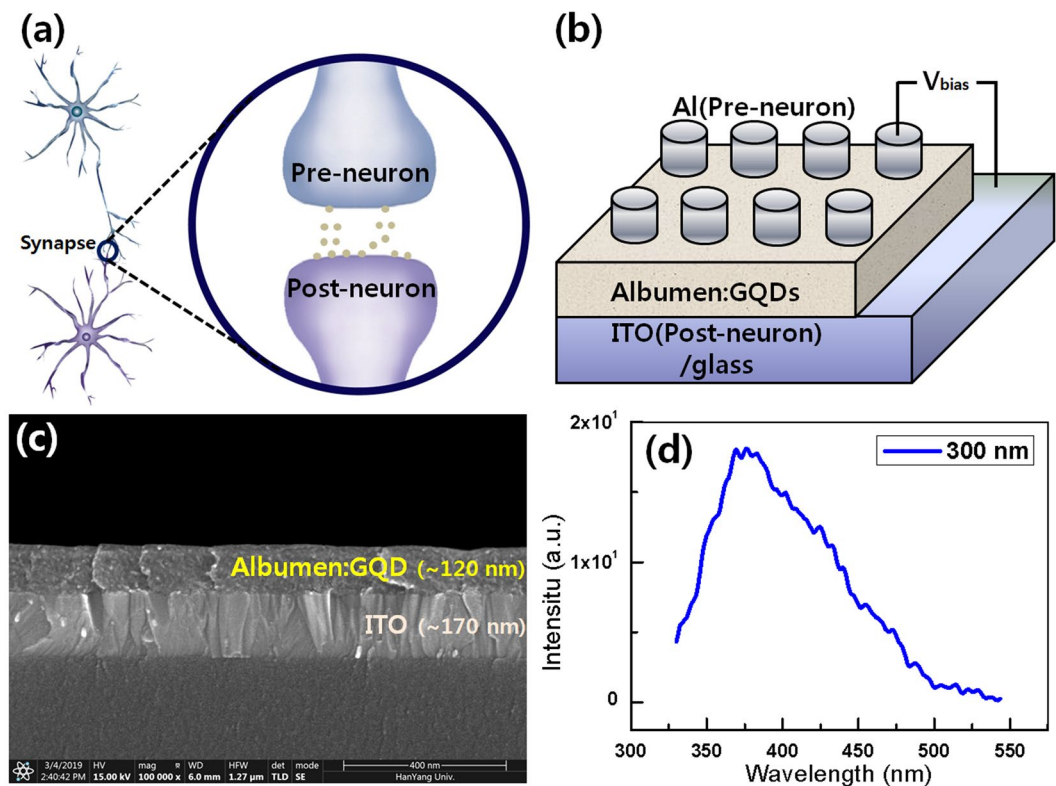 (a)
Synapse
Pre-neuron
Post-neuron
(b)
V_bias
Al(Pre-neuron)
Albumen:GQDs
ITO(Post-neuron)
/glass
(c)
Albumen:GQD (~120 nm)
ITO (~170 nm)
3/4/2019 HV mag WD HFW det mode
2:40:42 PM 15.00 kV 100 000 x 6.0 mm 1.27 µm TLD SE
400 nm
HanYang Univ.
(d)
300 nm
Intensitu (a.u.)
2x10¹
1x10¹
0
300 350 400 450 500 550
Wavelength (nm)